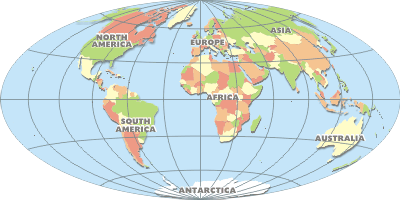 NORTH
AMERICA
EUROPE
ASIA
AFRICA
SOUTH
AMERICA
AUSTRALIA
ANTARCTICA